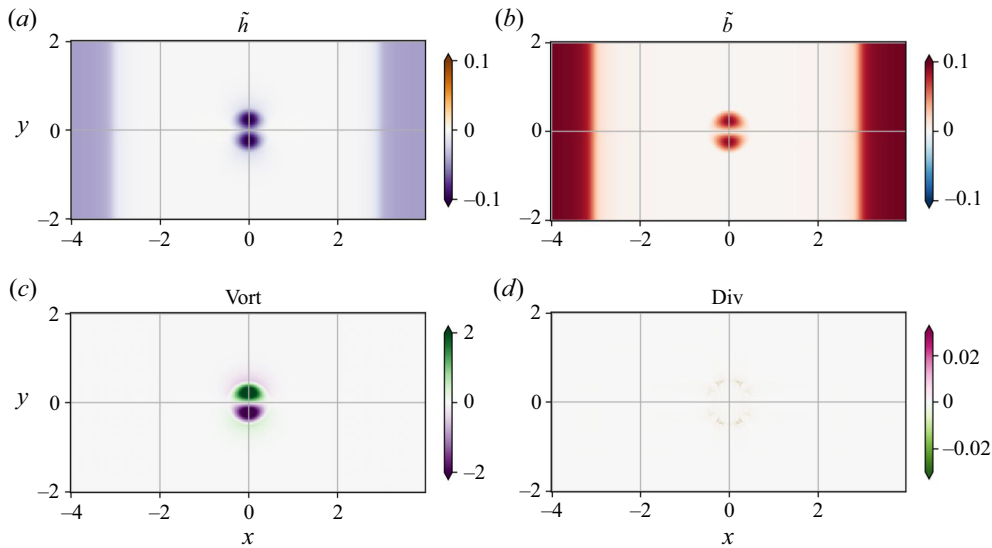 (a) h̃ (b) b̃
2 2
0.1 0.1
y 0 0 0 0
–0.1 –0.1
–2 –2
–4 –2 0 2 –4 –2 0 2
(c) Vort (d) Div
2 2
2 0.02
y 0 0 0 0
–2 –0.02
–2 –2
–4 –2 0 2 –4 –2 0 2
x x